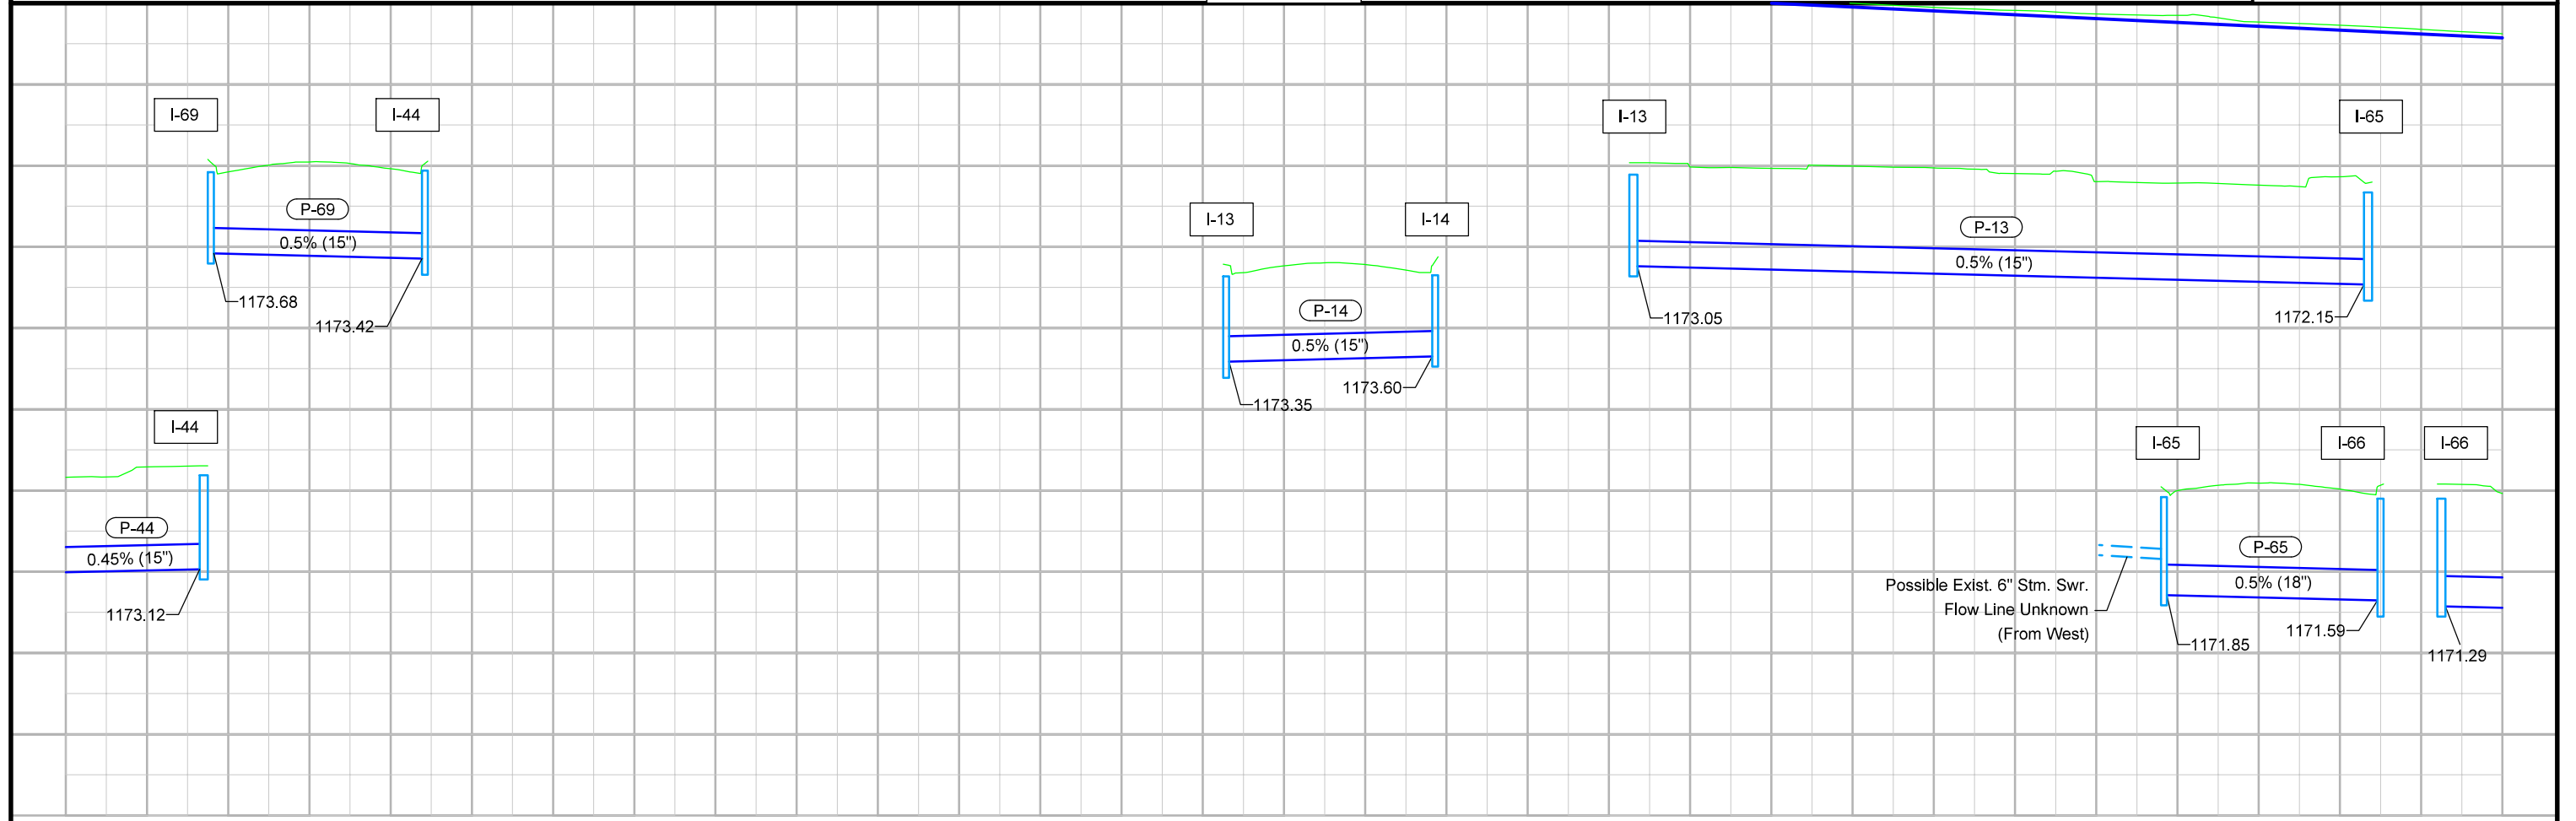 I-69
I-44
P-69
0.5% (15")
1173.68
1173.42
I-13
I-14
P-14
0.5% (15")
1173.60
1173.35
I-13
I-65
P-13
0.5% (15")
1173.05
1172.15
I-44
P-44
0.45% (15")
1173.12
I-65
I-66
I-66
P-65
0.5% (18")
Possible Exist. 6" Stm. Swr.
Flow Line Unknown
(From West)
1171.85
1171.59
1171.29